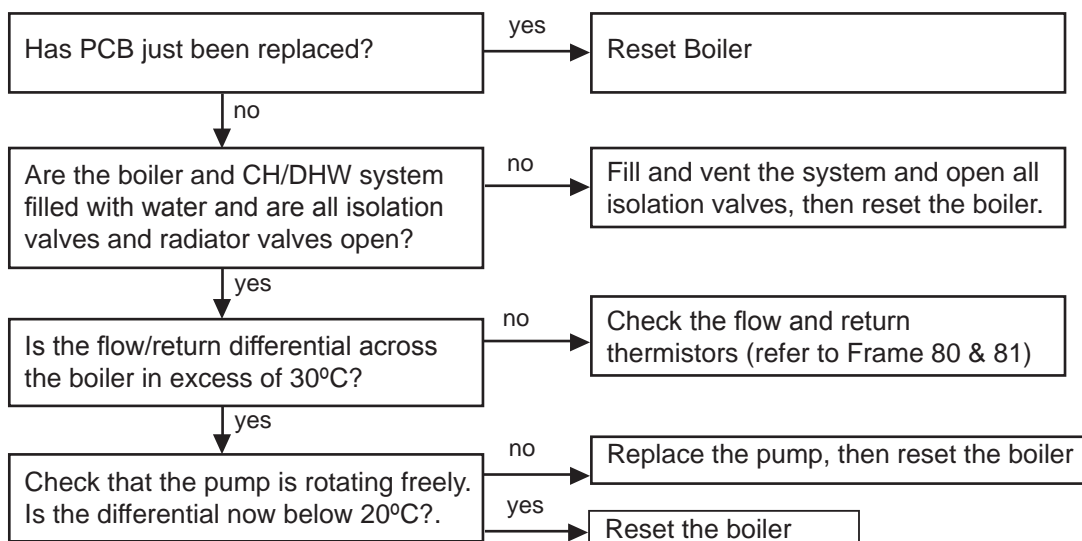 Has PCB just been replaced?
yes
Reset Boiler
no
Are the boiler and CH/DHW system
filled with water and are all isolation
valves and radiator valves open?
no
Fill and vent the system and open all
isolation valves, then reset the boiler.
yes
Is the flow/return differential across
the boiler in excess of 30ºC?
no
Check the flow and return
thermistors (refer to Frame 80 & 81)
yes
Check that the pump is rotating freely.
Is the differential now below 20ºC?.
no
Replace the pump, then reset the boiler
yes
Reset the boiler